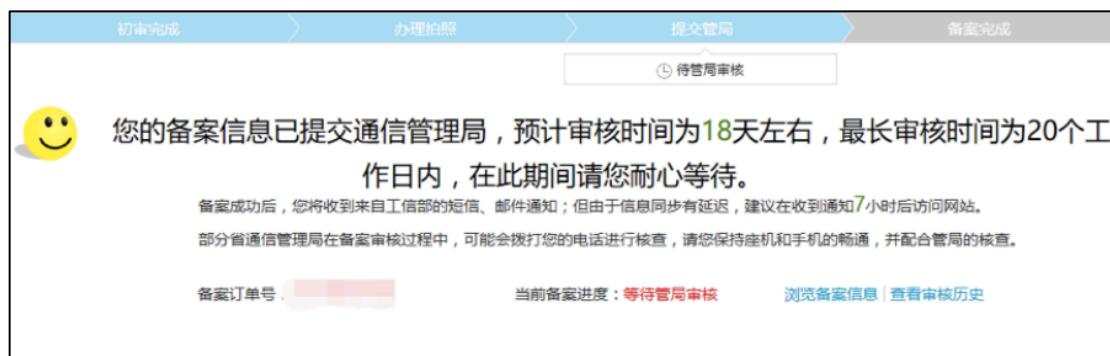 初审完成 办理拍照 提交管局 备案完成
待管局审核
您的备案信息已提交通信管理局，预计审核时间为18天左右，最长审核时间为20个工
作日内，在此期间请您耐心等待。
备案成功后，您将收到来自工信部的短信、邮件通知；但由于信息同步有延迟，建议在收到通知7小时后访问网站。
部分省通信管理局在备案审核过程中，可能会拨打您的电话进行核查，请您保持座机和手机的畅通，并配合管局的核查。
备案订单号： 当前备案进度：等待管局审核 浏览备案信息 | 查看审核历史